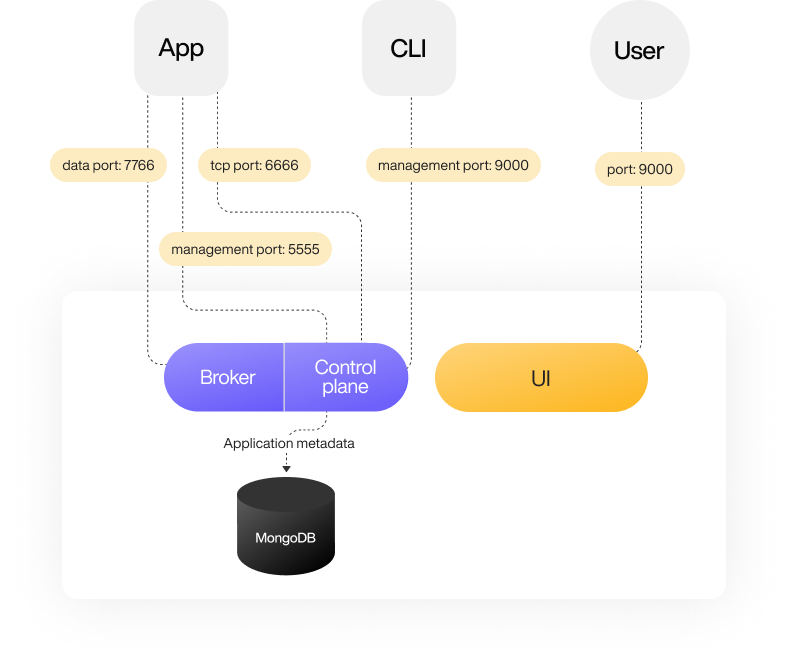 App
CLI
User
data port: 7766
tcp port: 6666
management port: 9000
port: 9000
management port: 5555
Broker
Control
plane
UI
Application metadata
MongoDB